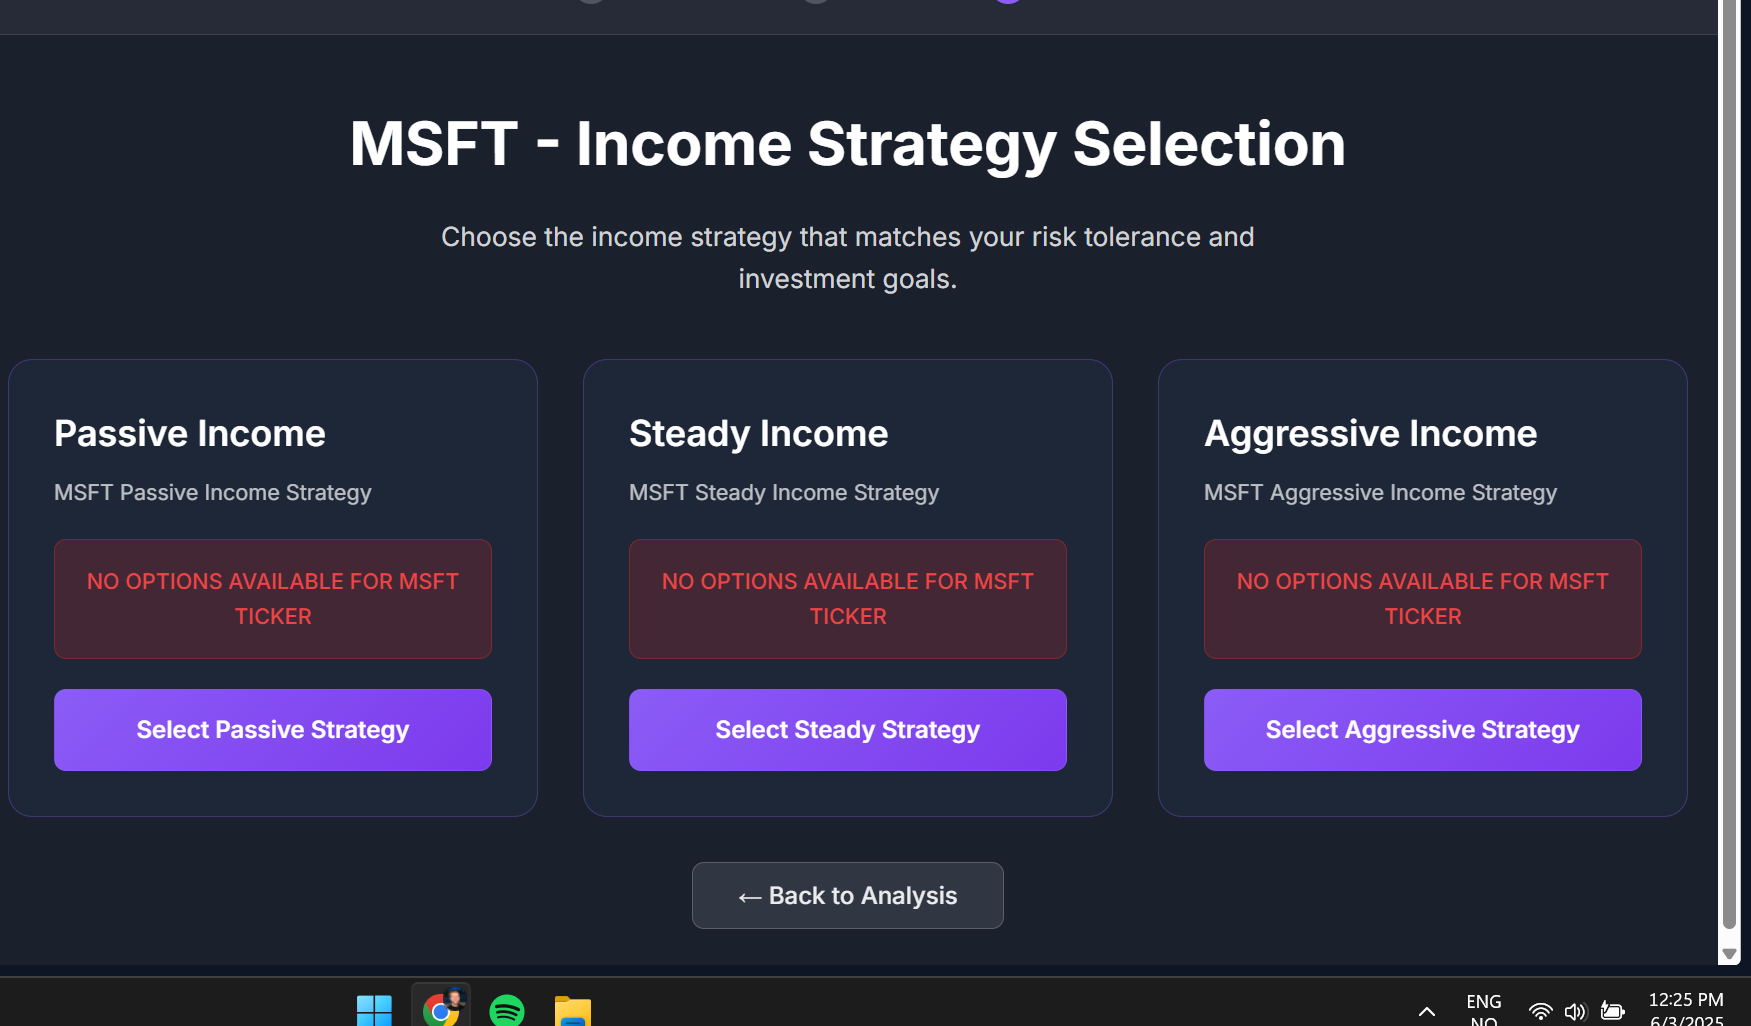 MSFT - Income Strategy Selection
Choose the income strategy that matches your risk tolerance and
investment goals.
Passive Income
MSFT Passive Income Strategy
NO OPTIONS AVAILABLE FOR MSFT
TICKER
Select Passive Strategy
Steady Income
MSFT Steady Income Strategy
NO OPTIONS AVAILABLE FOR MSFT
TICKER
Select Steady Strategy
Aggressive Income
MSFT Aggressive Income Strategy
NO OPTIONS AVAILABLE FOR MSFT
TICKER
Select Aggressive Strategy
← Back to Analysis
ENG
NO
12:25 PM
6/3/2025